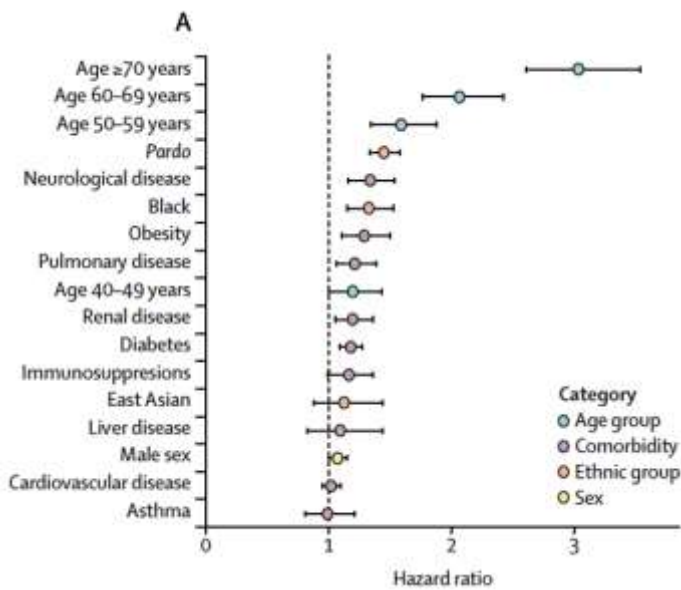 A
Age ≥70 years
Age 60–69 years
Age 50–59 years
Pardo
Neurological disease
Black
Obesity
Pulmonary disease
Age 40–49 years
Renal disease
Diabetes
Immunosuppresions
East Asian
Liver disease
Male sex
Cardiovascular disease
Asthma
Category
Age group
Comorbidity
Ethnic group
Sex
0
1
2
3
Hazard ratio